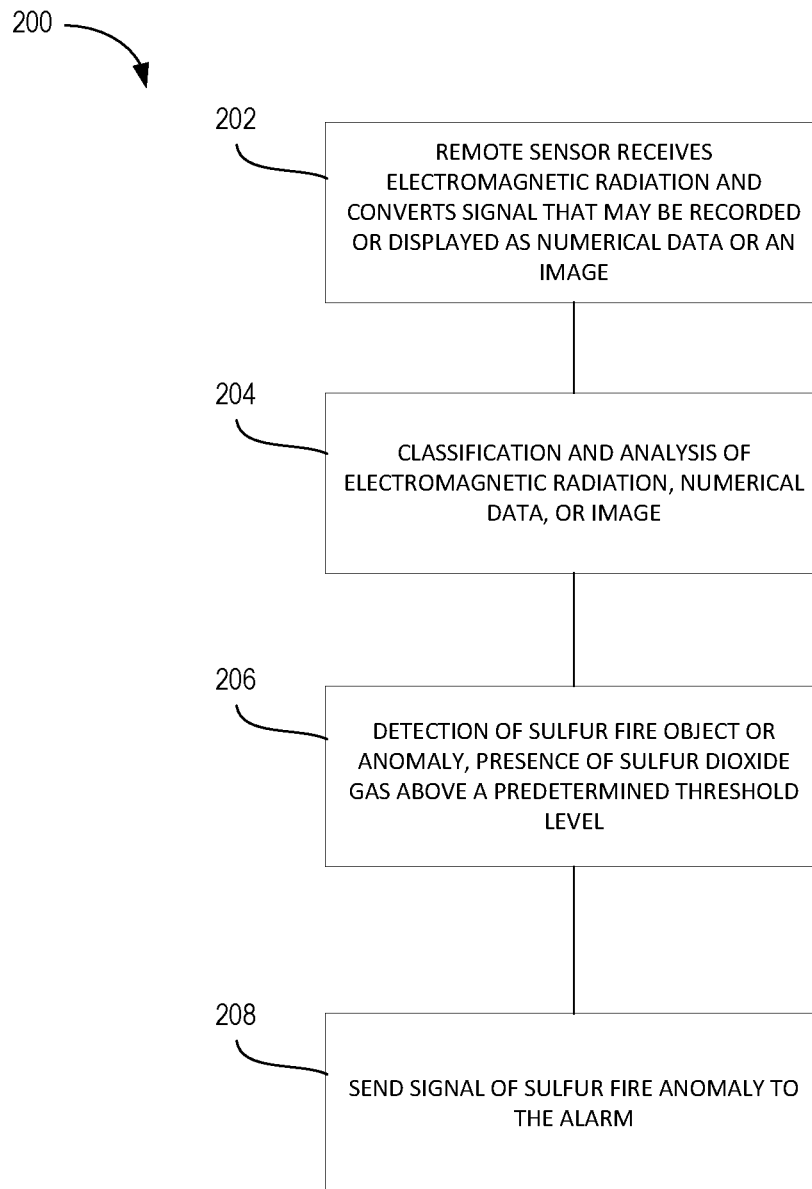 200
202
REMOTE SENSOR RECEIVES
ELECTROMAGNETIC RADIATION AND
CONVERTS SIGNAL THAT MAY BE RECORDED
OR DISPLAYED AS NUMERICAL DATA OR AN
IMAGE
204
CLASSIFICATION AND ANALYSIS OF
ELECTROMAGNETIC RADIATION, NUMERICAL
DATA, OR IMAGE
206
DETECTION OF SULFUR FIRE OBJECT OR
ANOMALY, PRESENCE OF SULFUR DIOXIDE
GAS ABOVE A PREDETERMINED THRESHOLD
LEVEL
208
SEND SIGNAL OF SULFUR FIRE ANOMALY TO
THE ALARM